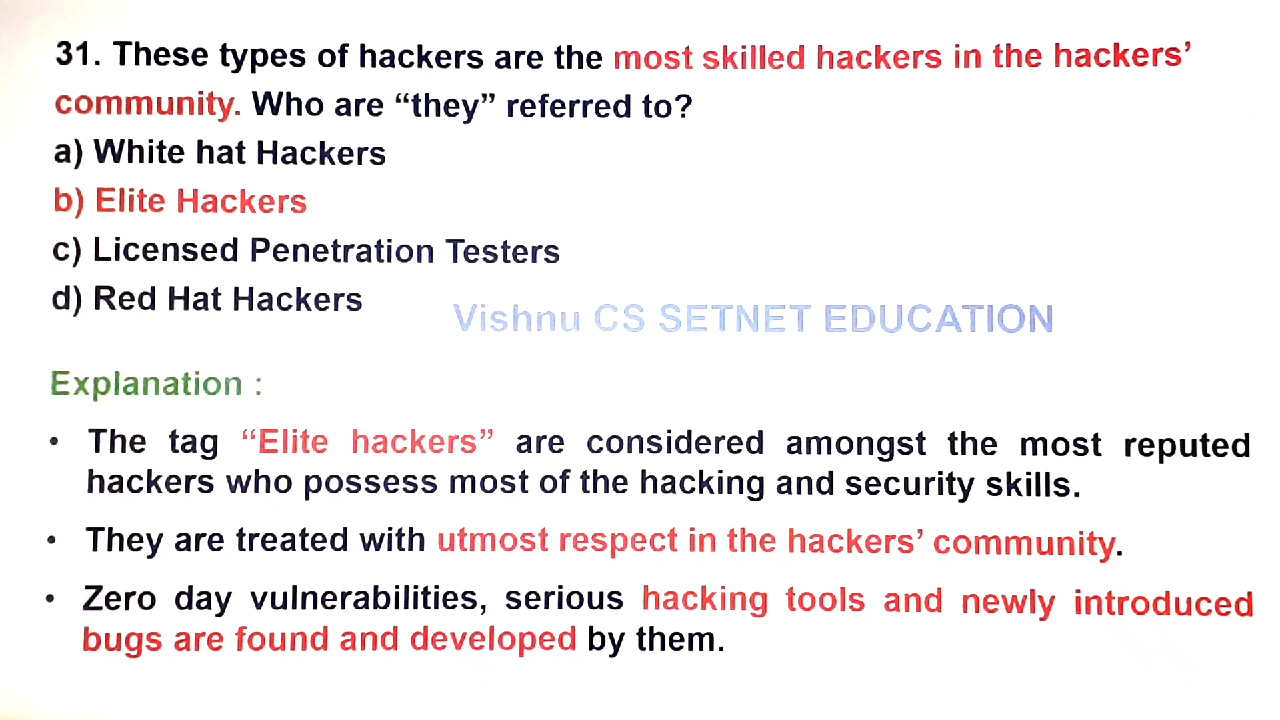 31. These types of hackers are the most skilled hackers in the hackers’
community. Who are “they” referred to?
a) White hat Hackers
b) Elite Hackers
c) Licensed Penetration Testers
d) Red Hat Hackers
Vishnu CS SETNET EDUCATION
Explanation :
• The tag “Elite hackers” are considered amongst the most reputed
hackers who possess most of the hacking and security skills.
• They are treated with utmost respect in the hackers’ community.
• Zero day vulnerabilities, serious hacking tools and newly introduced
bugs are found and developed by them.